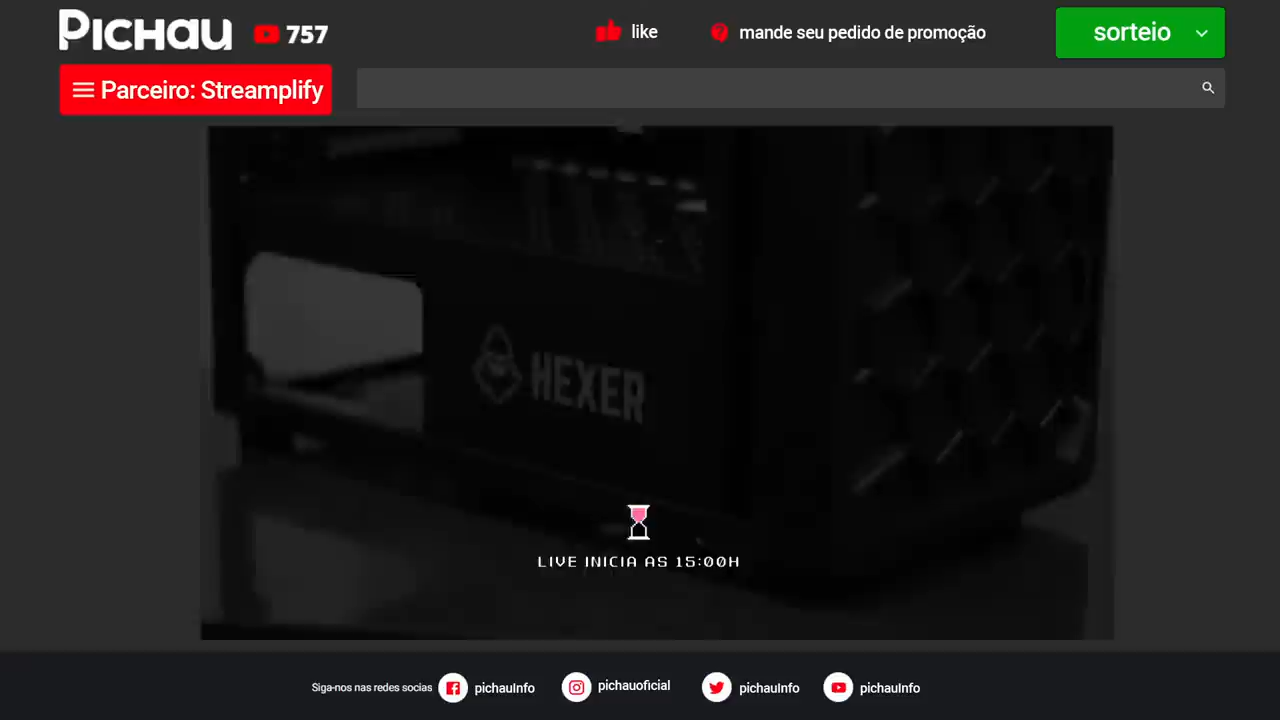 PICHAU 757 like mande seu pedido de promoção sorteio
Parceiro: Streamplify
HEXER
LIVE INICIA AS 15:00H
Siga-nos nas redes socias pichauInfo pichauoficial pichauInfo pichauInfo